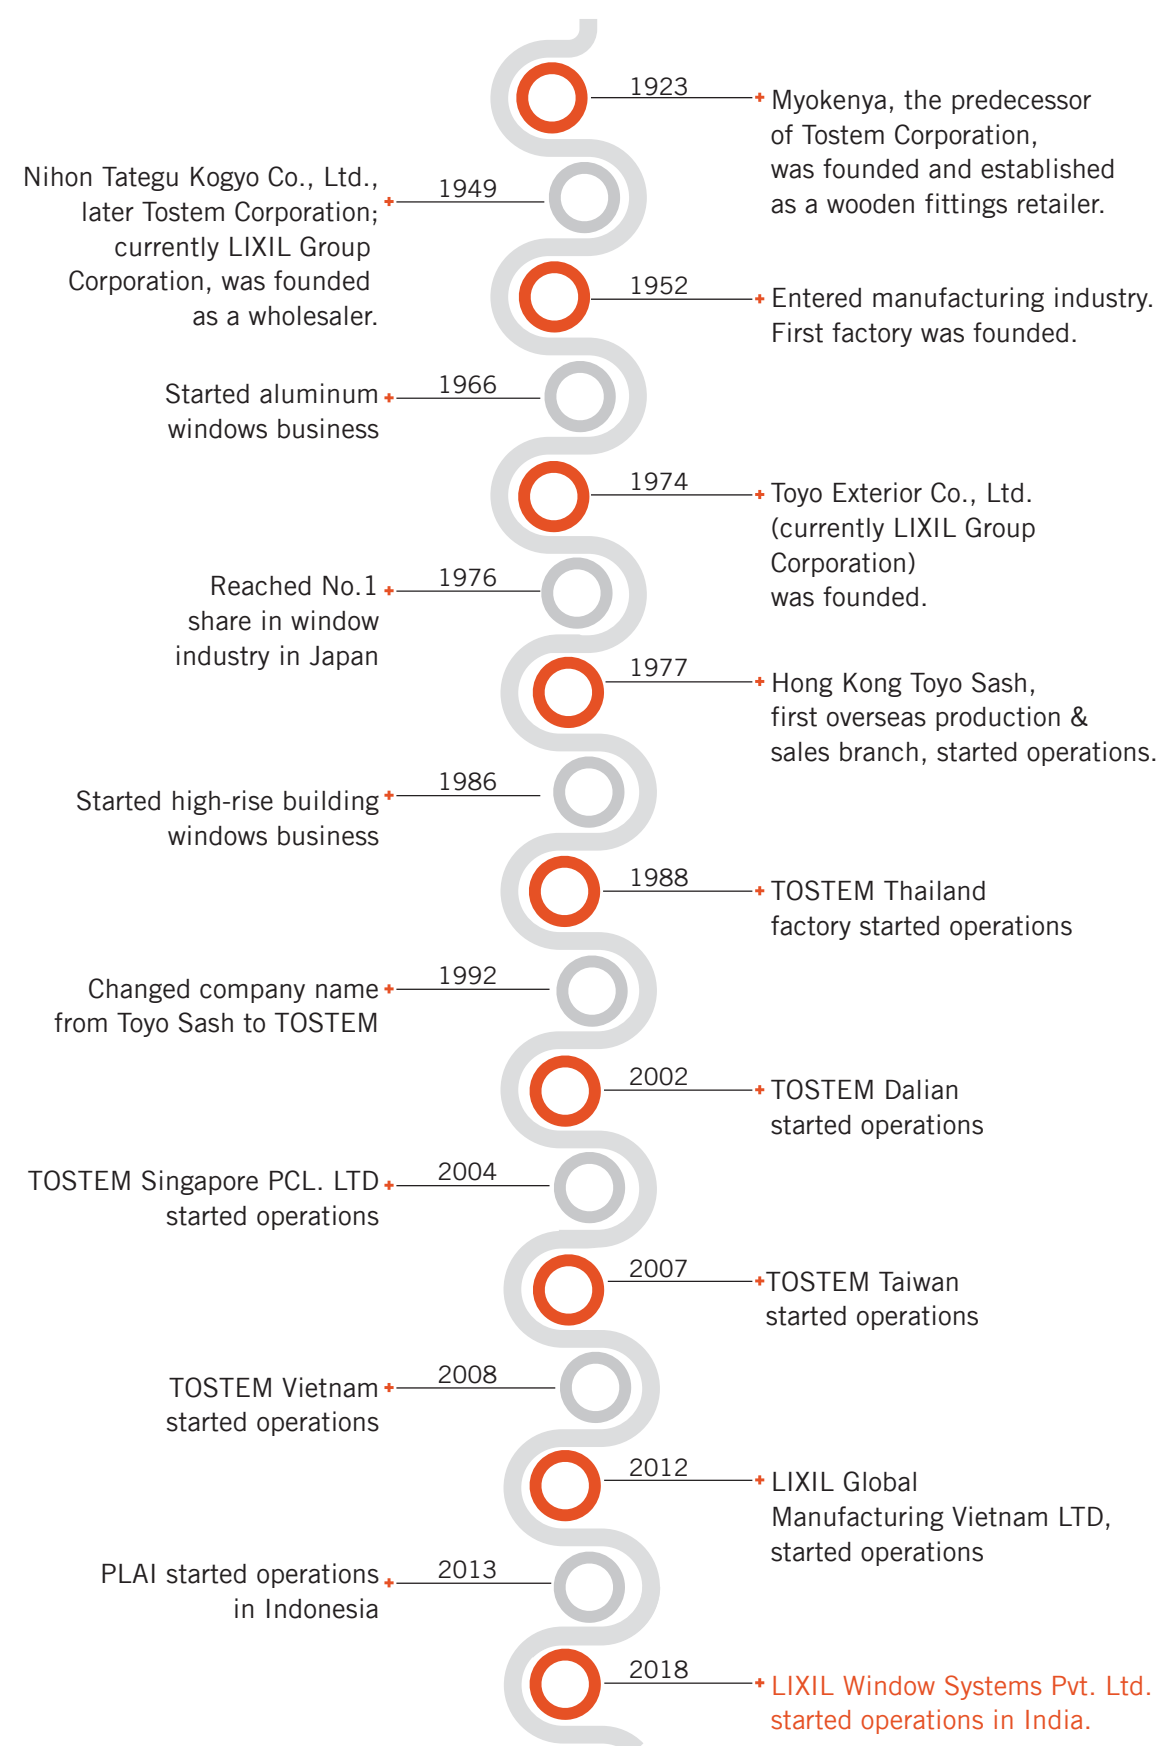 1923
Myokenya, the predecessor
of Tostem Corporation,
was founded and established
as a wooden fittings retailer.
1949
Nihon Tategu Kogyo Co., Ltd.,
later Tostem Corporation;
currently LIXIL Group
Corporation, was founded
as a wholesaler.
1952
Entered manufacturing industry.
First factory was founded.
1966
Started aluminum
windows business
1974
Toyo Exterior Co., Ltd.
(currently LIXIL Group
Corporation)
was founded.
1976
Reached No.1
share in window
industry in Japan
1977
Hong Kong Toyo Sash,
first overseas production &
sales branch, started operations.
1986
Started high-rise building
windows business
1988
TOSTEM Thailand
factory started operations
1992
Changed company name
from Toyo Sash to TOSTEM
2002
TOSTEM Dalian
started operations
2004
TOSTEM Singapore PCL. LTD
started operations
2007
TOSTEM Taiwan
started operations
2008
TOSTEM Vietnam
started operations
2012
LIXIL Global
Manufacturing Vietnam LTD,
started operations
2013
PLAI started operations
in Indonesia
2018
LIXIL Window Systems Pvt. Ltd.
started operations in India.